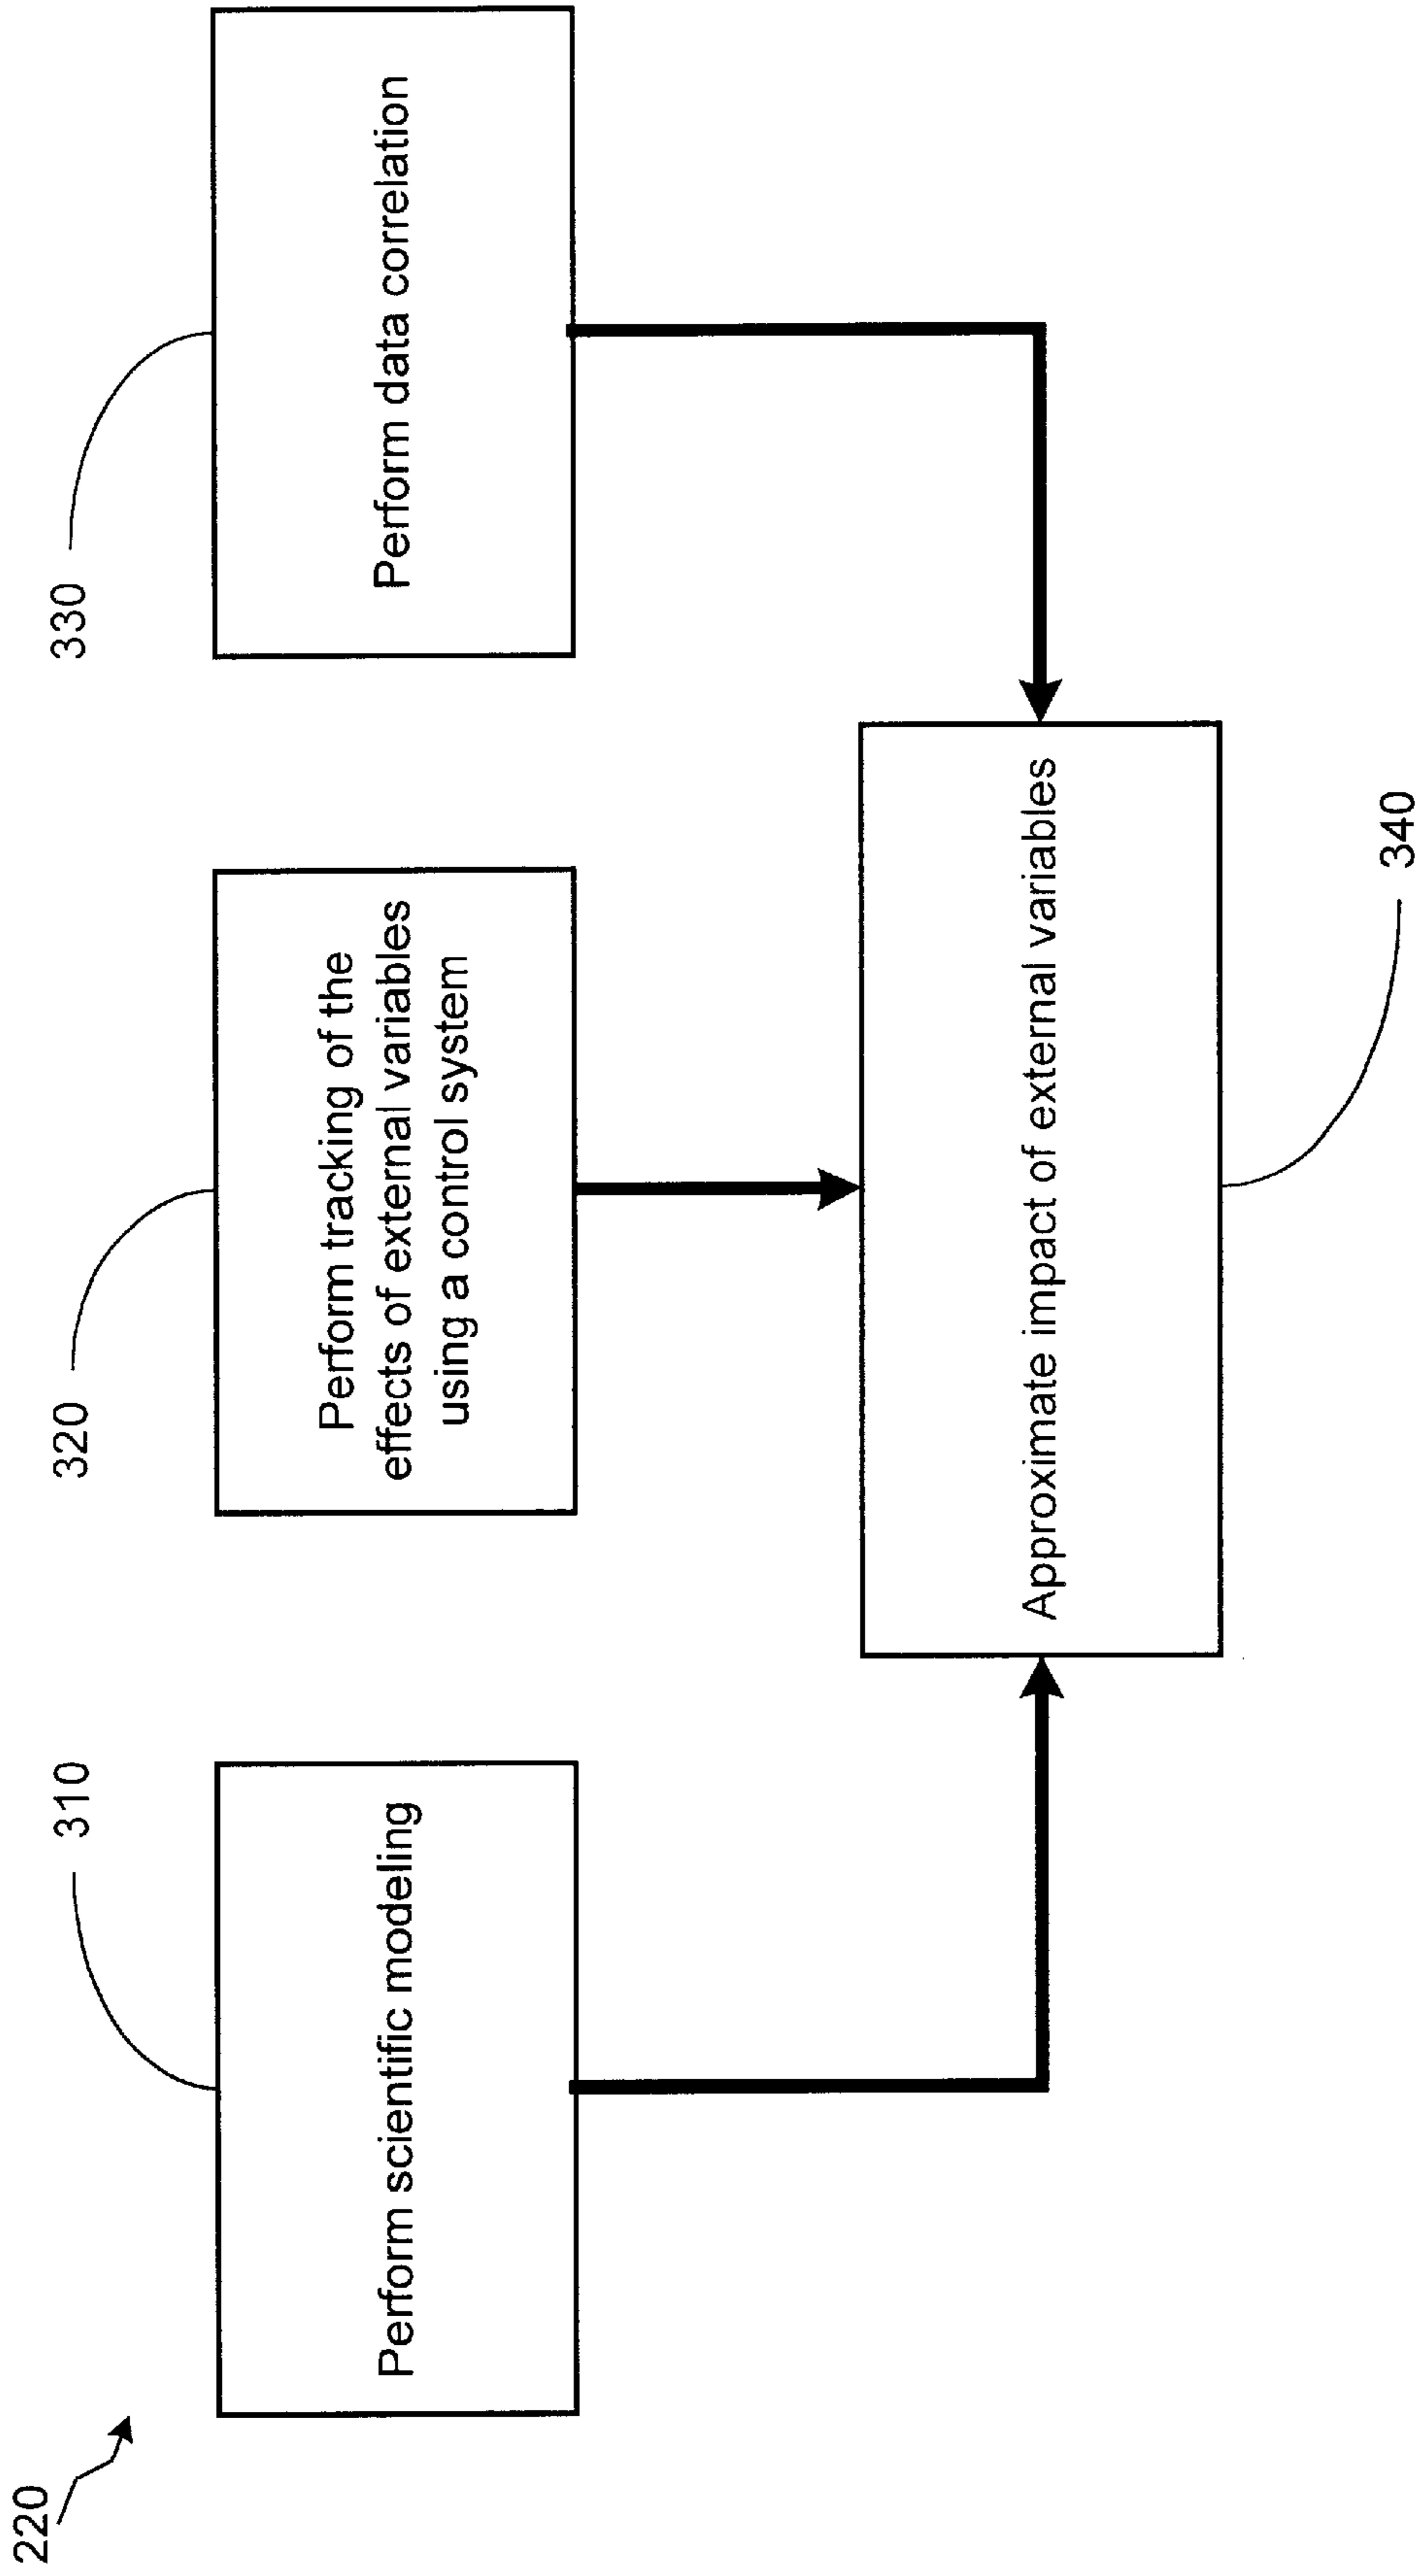 220
310
320
330
Perform scientific modeling
Perform tracking of the
effects of external variables
using a control system
Perform data correlation
Approximate impact of external variables
340